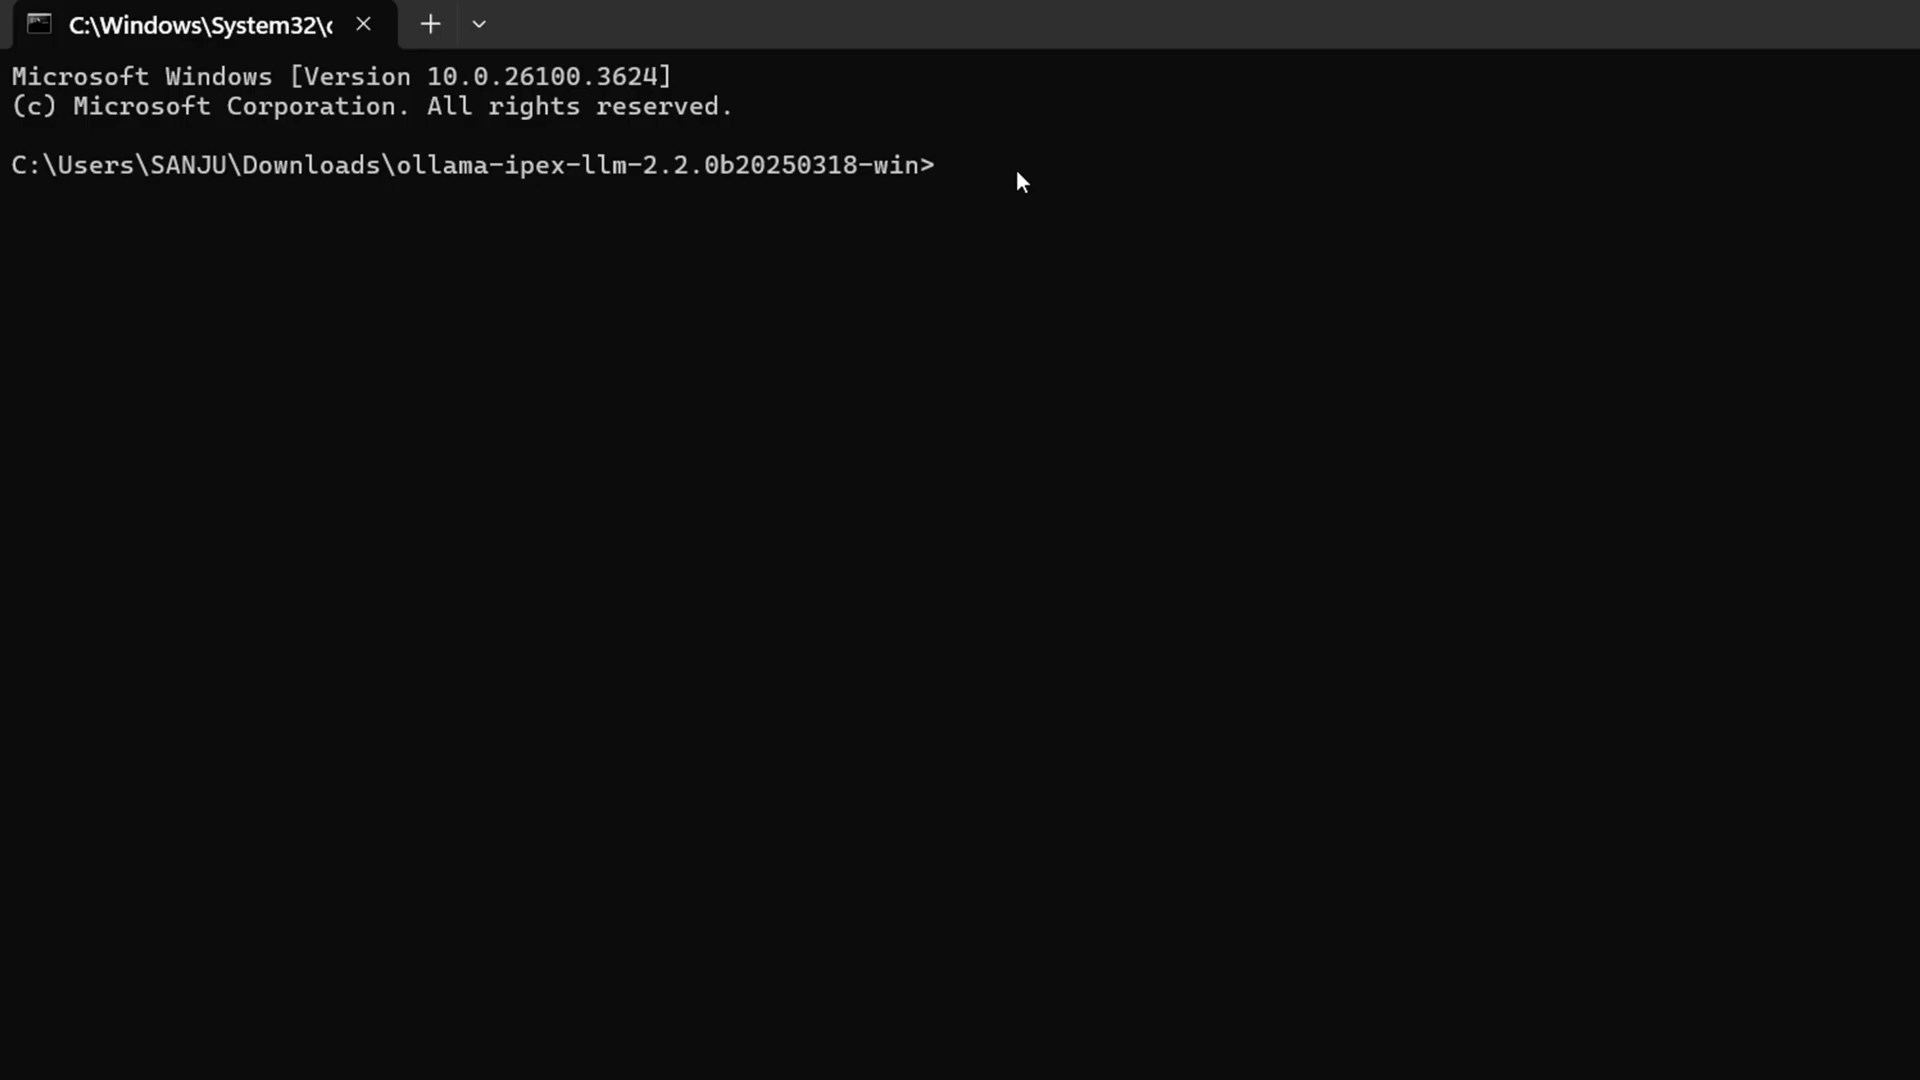 C:\Windows\System32\c
Microsoft Windows [Version 10.0.26100.3624]
(c) Microsoft Corporation. All rights reserved.
C:\Users\SANJU\Downloads\ollama-ipex-llm-2.2.0b20250318-win>